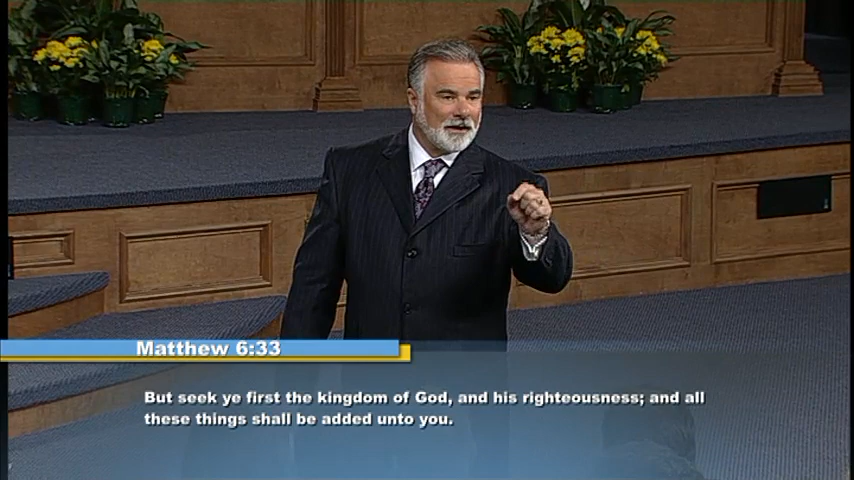 Matthew 6:33
But seek ye first the kingdom of God, and his righteousness; and all
these things shall be added unto you.